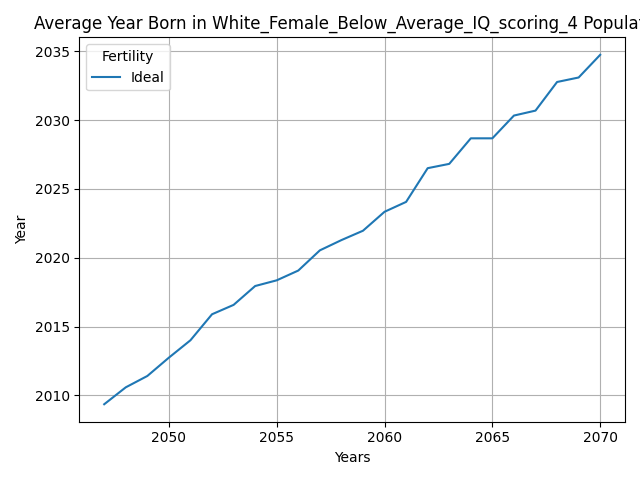 Average Year Born in White_Female_Below_Average_IQ_scoring_4 Populat
Fertility
Ideal
2035
2030
2025
2020
2015
2010
Year
2050 2055 2060 2065 2070
Years